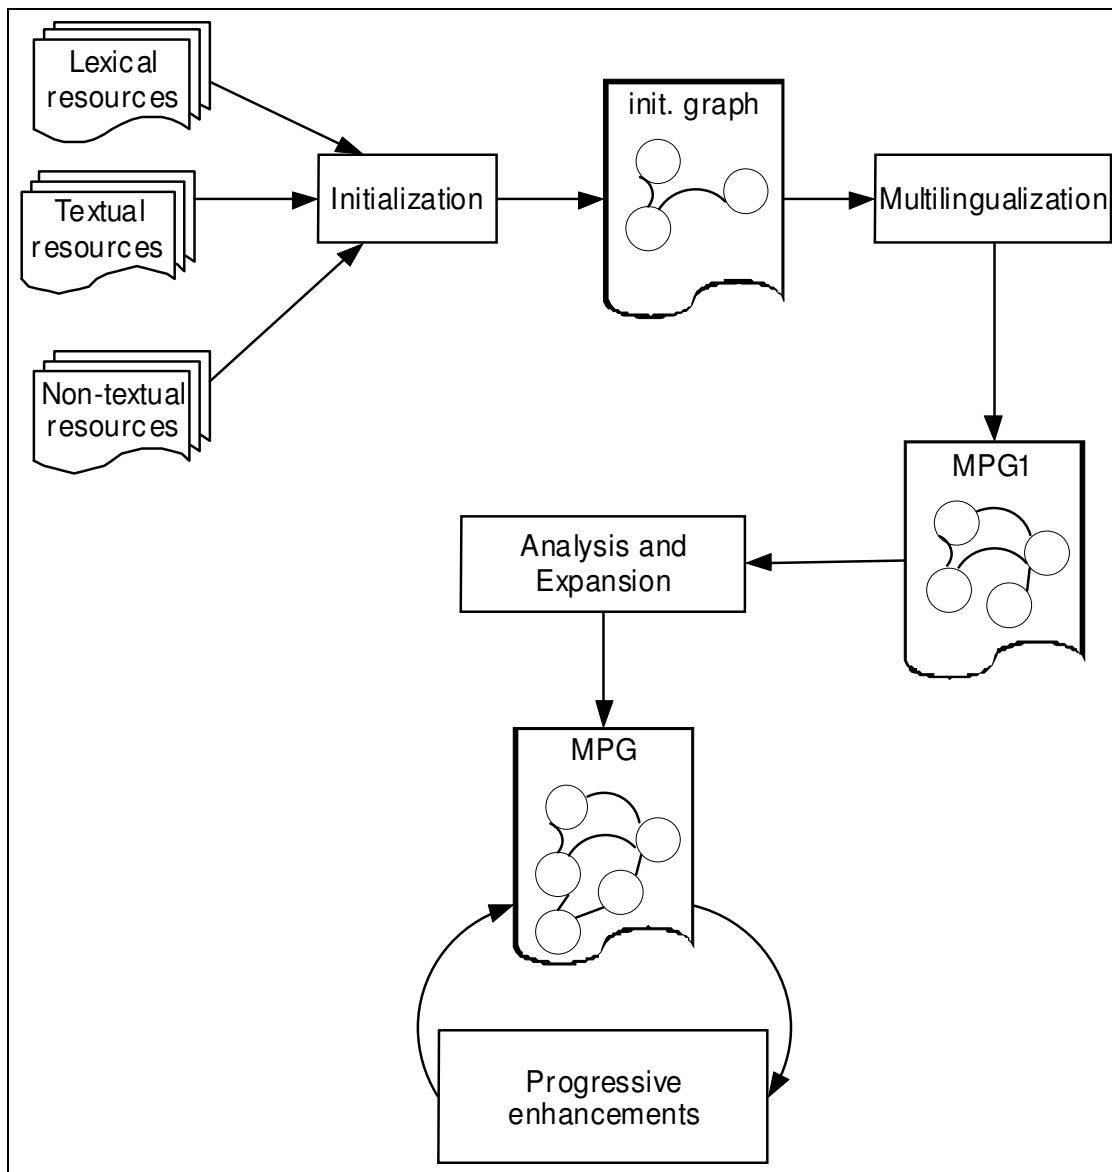 Lexical
resources
Textual
resources
Non-textual
resources
Initialization
init. graph
Multilingualization
MPG1
Analysis and
Expansion
MPG
Progressive
enhancements